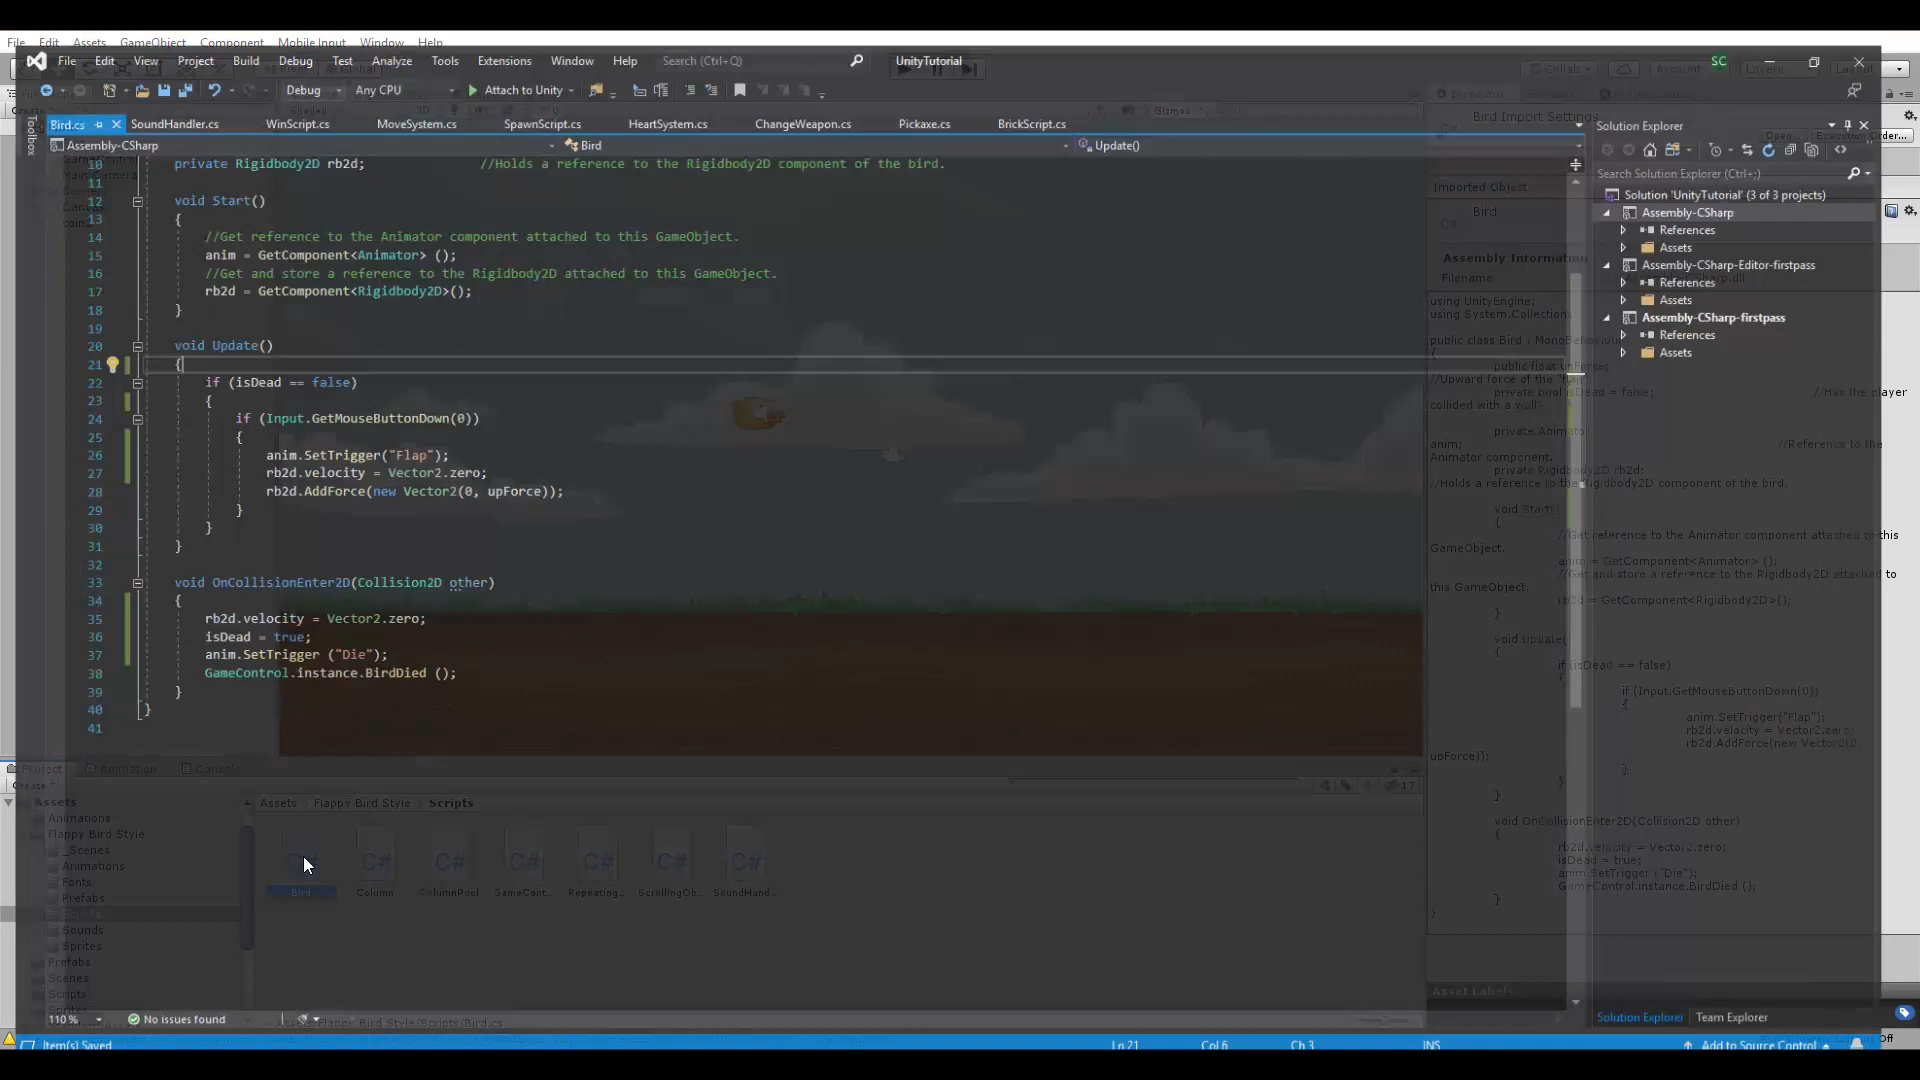 File Edit Assets GameObject Component Mobile Input Window Help
File Edit View Project Build Debug Test Analyze Tools Extensions Window Help Search (Ctrl+Q) UnityTutorial SC
Debug Any CPU Attach to Unity
Bird.cs SoundHandler.cs WinScript.cs MoveSystem.cs SpawnScript.cs HeartSystem.cs ChangeWeapon.cs Pickaxe.cs BrickScript.cs
Assembly-CSharp Bird Update()
10 private Rigidbody2D rb2d; //Holds a reference to the Rigidbody2D component of the bird.
11
12 void Start()
13 {
14 //Get reference to the Animator component attached to this GameObject.
15 anim = GetComponent<Animator> ();
16 //Get and store a reference to the Rigidbody2D attached to this GameObject.
17 rb2d = GetComponent<Rigidbody2D>();
18 }
19
20 void Update()
21 {
22 if (isDead == false)
23 {
24 if (Input.GetMouseButtonDown(0))
25 {
26 anim.SetTrigger("Flap");
27 rb2d.velocity = Vector2.zero;
28 rb2d.AddForce(new Vector2(0, upForce));
29 }
30 }
31 }
32
33 void OnCollisionEnter2D(Collision2D other)
34 {
35 rb2d.velocity = Vector2.zero;
36 isDead = true;
37 anim.SetTrigger ("Die");
38 GameControl.instance.BirdDied ();
39 }
40 }
41
Toolbox
Solution Explorer
Search Solution Explorer (Ctrl+;)
Solution 'UnityTutorial' (3 of 3 projects)
Assembly-CSharp
References
Assets
Assembly-CSharp-Editor-firstpass
References
Assets
Assembly-CSharp-firstpass
References
Assets
Solution Explorer Team Explorer
Collab Account Layers
Gizmos
Inspector
Bird Import Settings
Open... Execution Order...
Imported Object
Bird
Assembly Information
Filename
using UnityEngine;
using System.Collections
public class Bird : MonoBehaviour
{
public float upForce;
//Upward force of the "flap".
private bool isDead = false; //Has the player
collided with a wall
private Animator
anim; //Reference to the
Animator component.
private Rigidbody2D rb2d;
//Holds a reference to the Rigidbody2D component of the bird.
void Start()
{
//Get reference to the Animator component attached to this
GameObject.
anim = GetComponent<Animator> ();
//Get and store a reference to the Rigidbody2D attached to
this GameObject.
rb2d = GetComponent<Rigidbody2D>();
}
void Update()
{
if (isDead == false)
{
if (Input.GetMouseButtonDown(0))
{
anim.SetTrigger("Flap");
rb2d.velocity = Vector2.zero;
rb2d.AddForce(new Vector2(0,
upForce));
}
}
}
void OnCollisionEnter2D(Collision2D other)
{
rb2d.velocity = Vector2.zero;
isDead = true;
anim.SetTrigger ("Die");
GameControl.instance.BirdDied ();
}
}
Asset Labels
Project Animation Console
Create
Assets
Animations
Flappy Bird Style
_Scenes
Animations
Fonts
Prefabs
Scripts
Sounds
Sprites
Prefabs
Scenes
Scripts
Assets Flappy Bird Style Scripts
17
Bird Column ColumnPool GameCont... Repeating... ScrollingOb... SoundHand...
Assets/Flappy Bird Style/Scripts/Bird.cs
110 % No issues found
Item(s) Saved Ln 21 Col 6 Ch 3 INS Add to Source Control